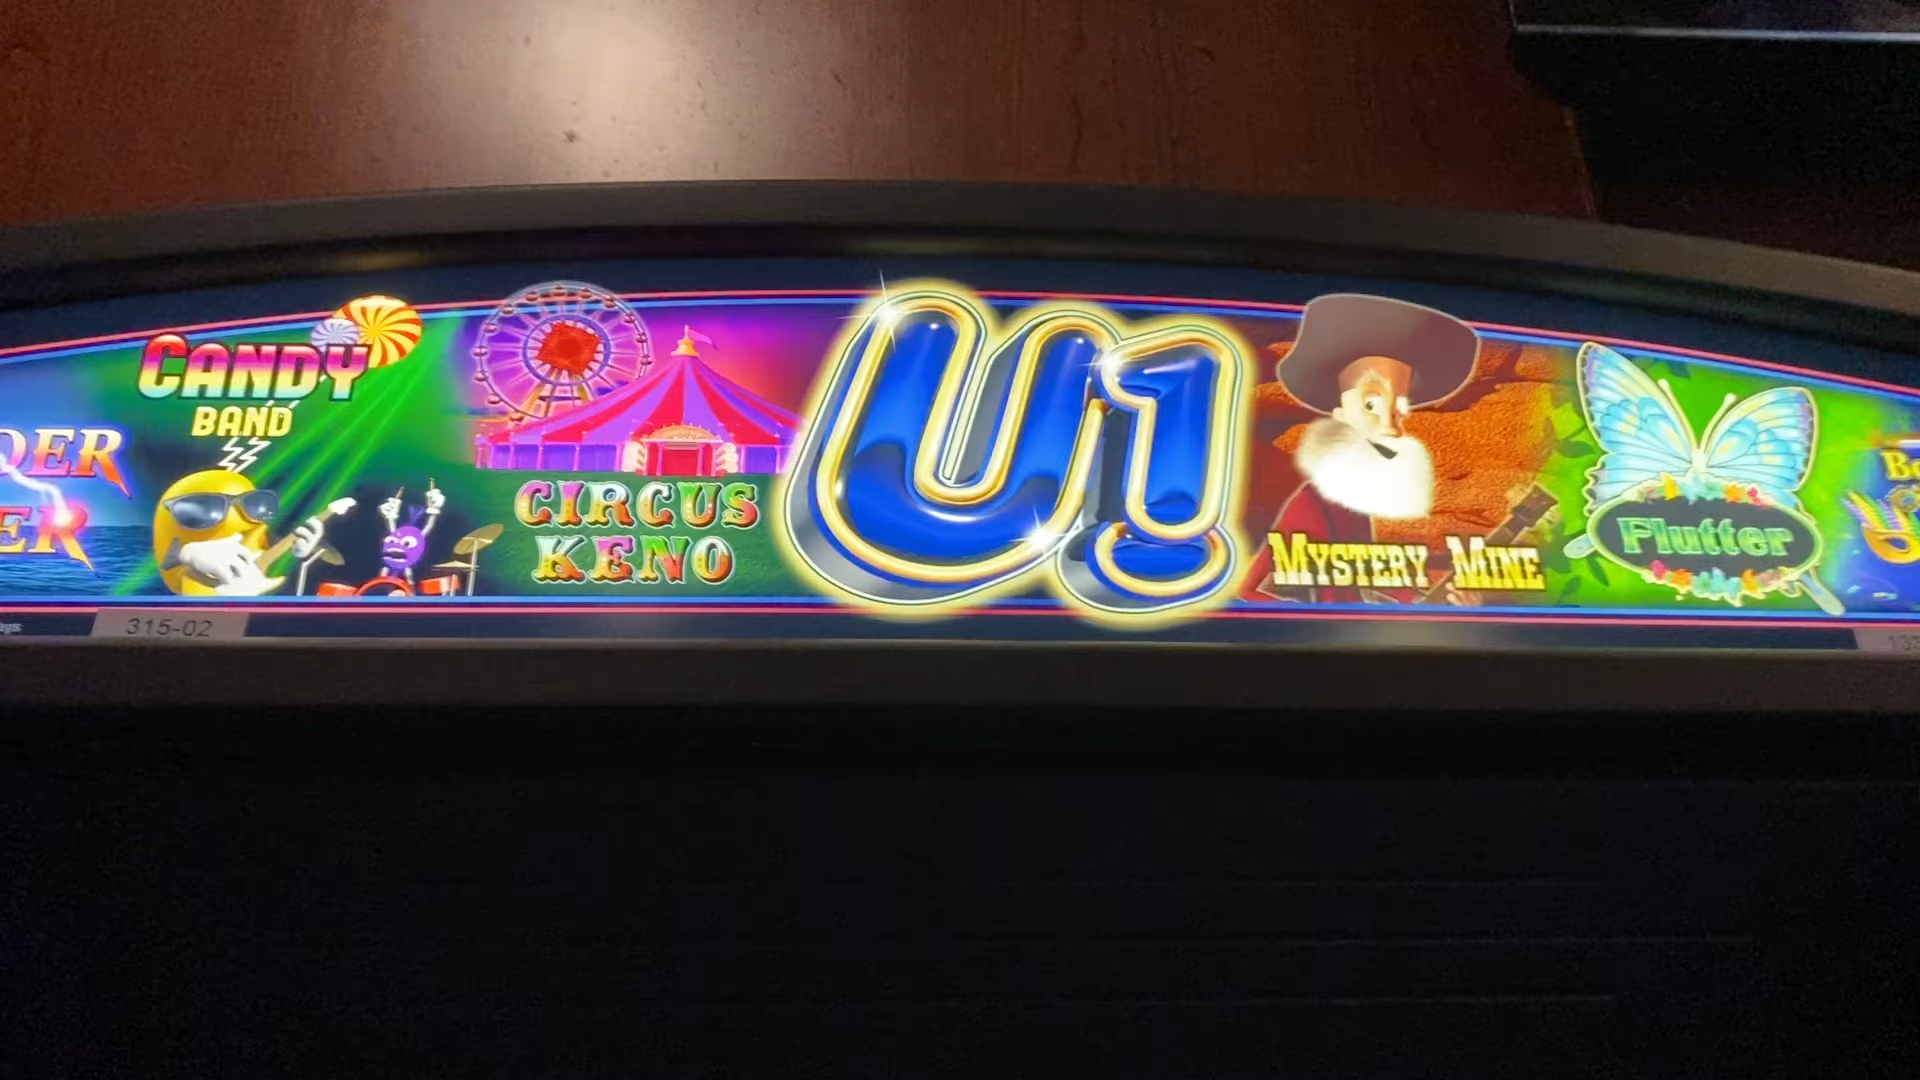 DER
ER
CANDY
BAND
CIRCUS
KENO
U1
MYSTERY MINE
Flutter
315-02